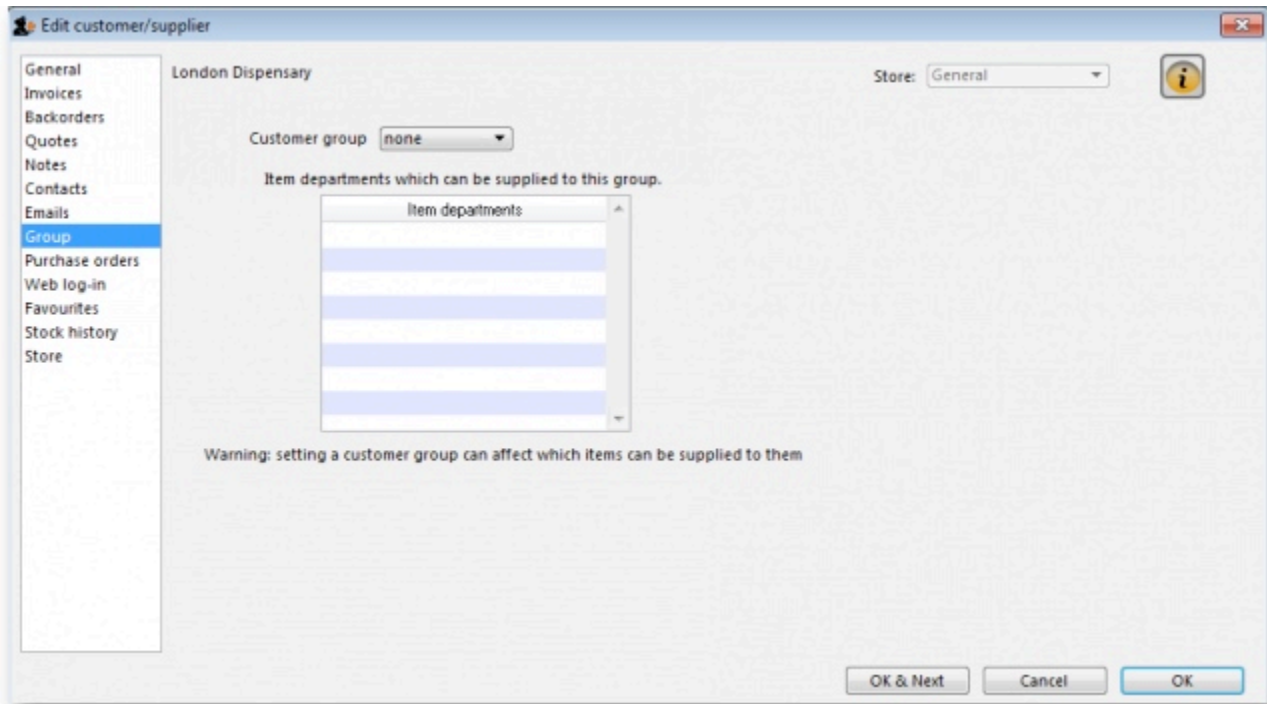 Edit customer/supplier
General
Invoices
Backorders
Quotes
Notes
Contacts
Emails
Group
Purchase orders
Web log-in
Favourites
Stock history
Store
London Dispensary
Store: General
Customer group none
Item departments which can be supplied to this group.
Item departments
Warning: setting a customer group can affect which items can be supplied to them
OK & Next Cancel OK